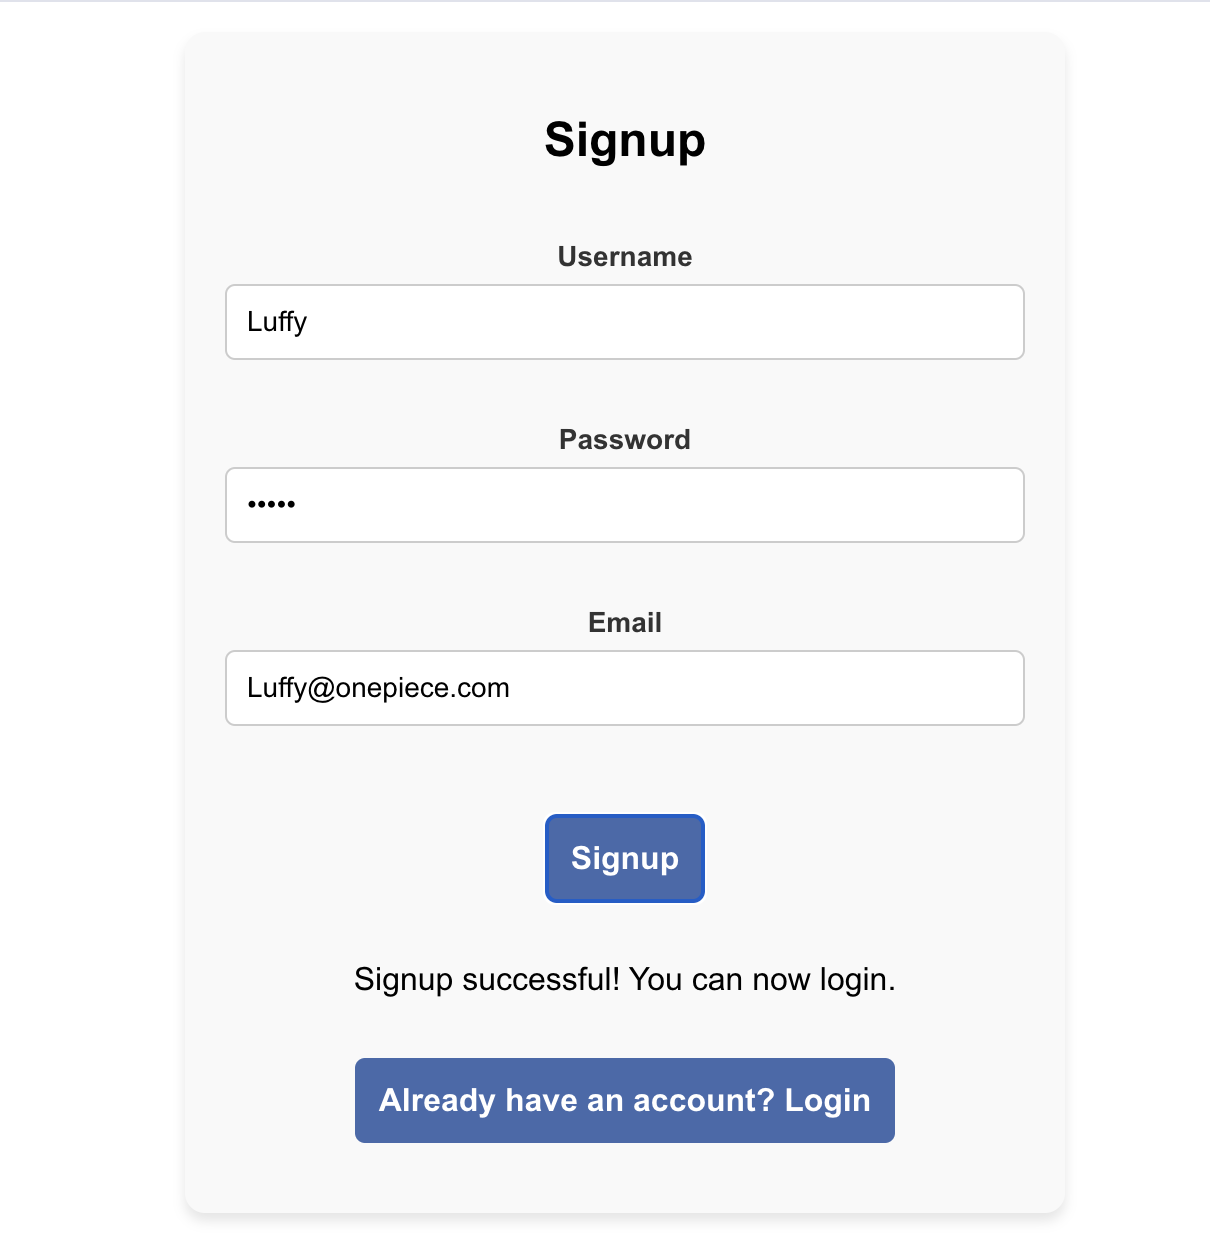 Signup
Username
Luffy
Password
•••••
Email
Luffy@onepiece.com
Signup
Signup successful! You can now login.
Already have an account? Login